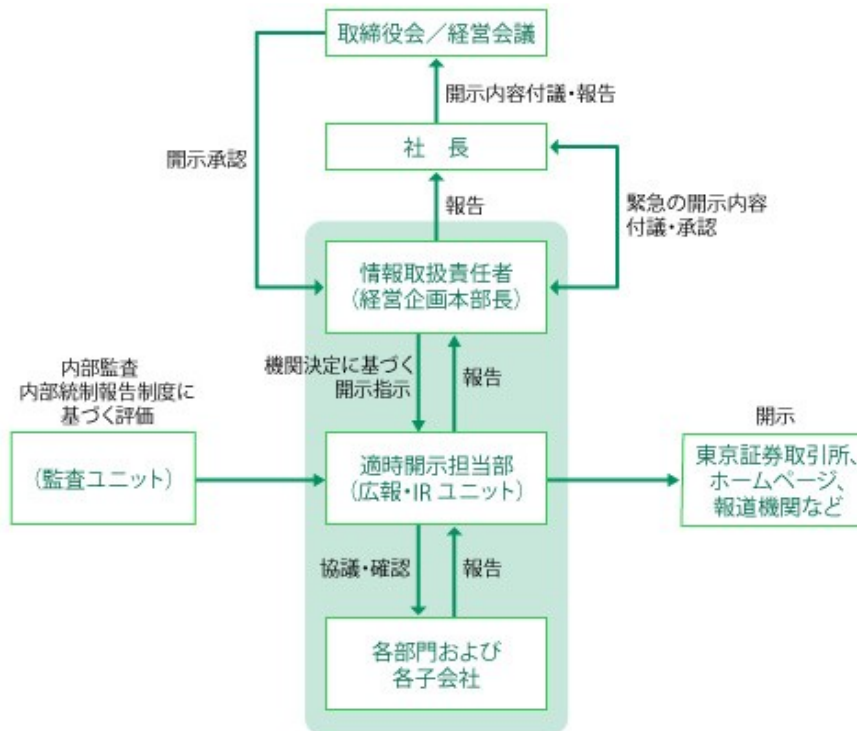 取締役会／経営会議
開示内容付議・報告
社　長
開示承認
報告
緊急の開示内容
付議・承認
情報取扱責任者
（経営企画本部長）
機関決定に基づく
開示指示
報告
内部監査
内部統制報告制度に
基づく評価
（監査ユニット）
適時開示担当部
（広報・IR ユニット）
開示
東京証券取引所、
ホームページ、
報道機関など
協議・確認
報告
各部門および
各子会社